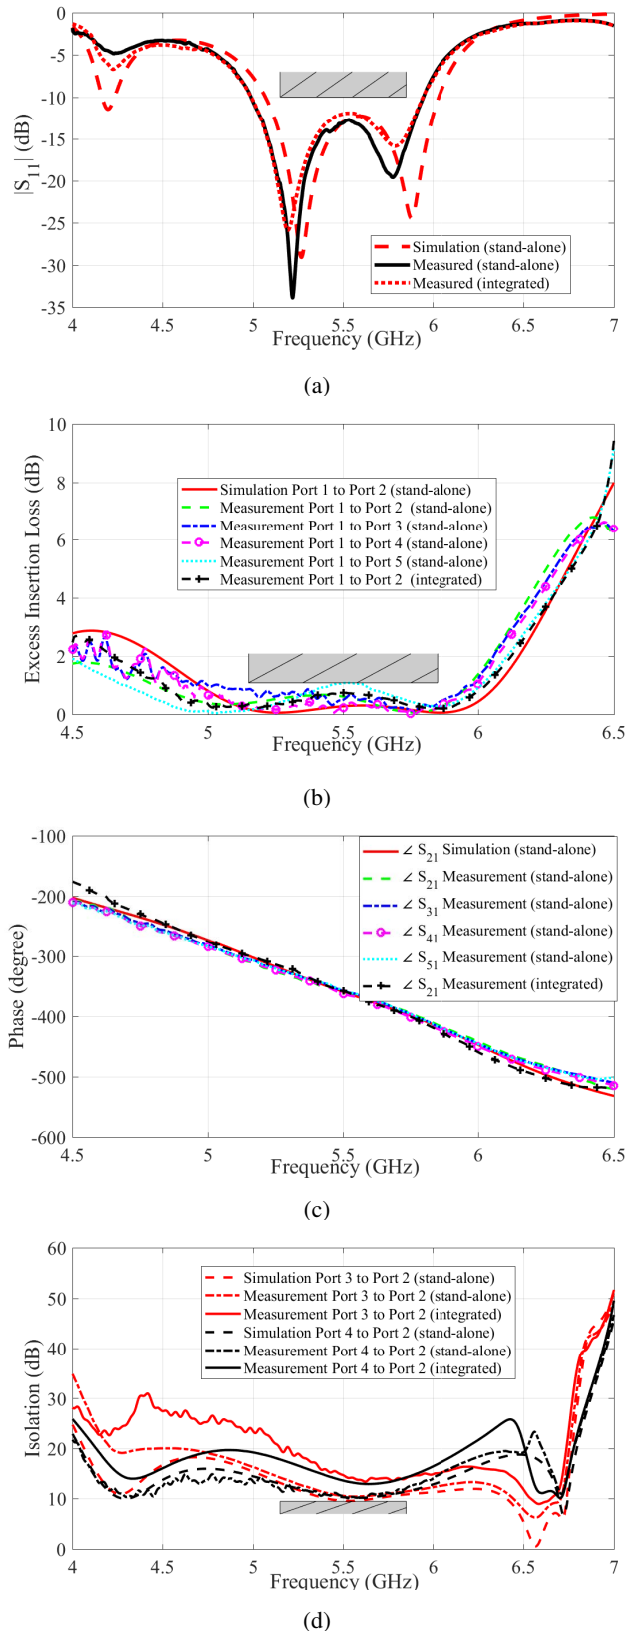 0
-5
-10
-15
-20
-25
-30
-35
|S11| (dB)
Simulation (stand-alone)
Measured (stand-alone)
Measured (integrated)
4 4.5 5 5.5 6 6.5 7
Frequency (GHz)
(a)
10
8
6
4
2
0
Excess Insertion Loss (dB)
Simulation Port 1 to Port 2 (stand-alone)
Measurement Port 1 to Port 2 (stand-alone)
Measurement Port 1 to Port 3 (stand-alone)
Measurement Port 1 to Port 4 (stand-alone)
Measurement Port 1 to Port 5 (stand-alone)
Measurement Port 1 to Port 2 (integrated)
4.5 5 5.5 6 6.5
Frequency (GHz)
(b)
-100
-200
-300
-400
-500
-600
Phase (degree)
∠ S21 Simulation (stand-alone)
∠ S21 Measurement (stand-alone)
∠ S31 Measurement (stand-alone)
∠ S41 Measurement (stand-alone)
∠ S51 Measurement (stand-alone)
∠ S21 Measurement (integrated)
4.5 5 5.5 6 6.5
Frequency (GHz)
(c)
60
50
40
30
20
10
0
Isolation (dB)
Simulation Port 3 to Port 2 (stand-alone)
Measurement Port 3 to Port 2 (stand-alone)
Measurement Port 3 to Port 2 (integrated)
Simulation Port 4 to Port 2 (stand-alone)
Measurement Port 4 to Port 2 (stand-alone)
Measurement Port 4 to Port 2 (integrated)
4 4.5 5 5.5 6 6.5 7
Frequency (GHz)
(d)